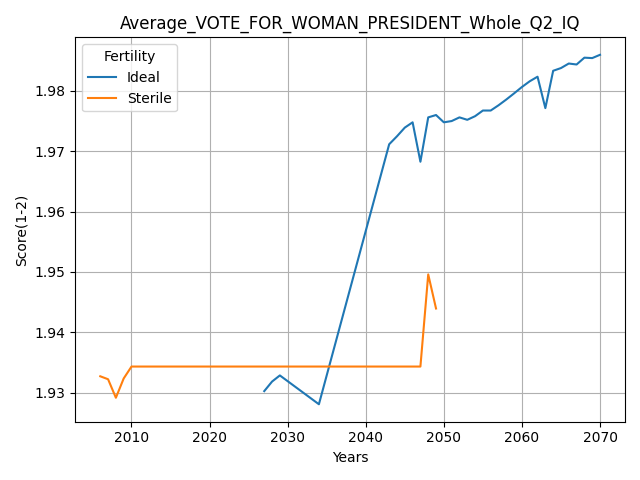 Average_VOTE_FOR_WOMAN_PRESIDENT_Whole_Q2_IQ
Fertility
Ideal
Sterile
Score(1-2)
1.98
1.97
1.96
1.95
1.94
1.93
2010 2020 2030 2040 2050 2060 2070
Years